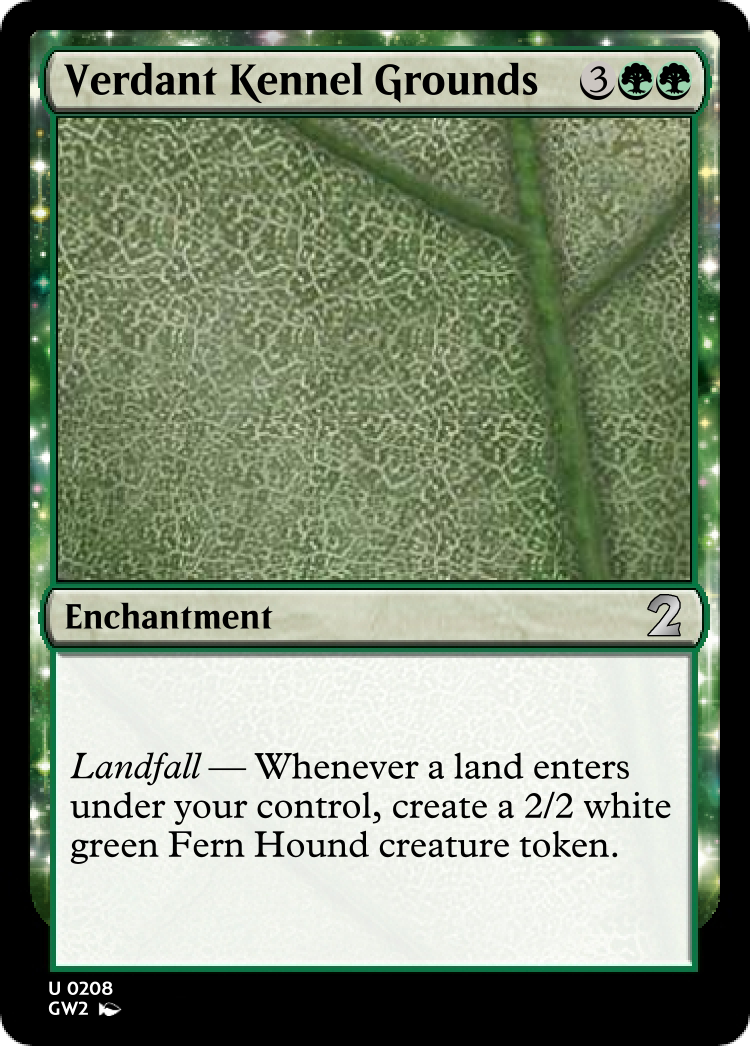 Verdant Kennel Grounds 3
Enchantment 2
Landfall — Whenever a land enters
under your control, create a 2/2 white
green Fern Hound creature token.
U 0208
GW2